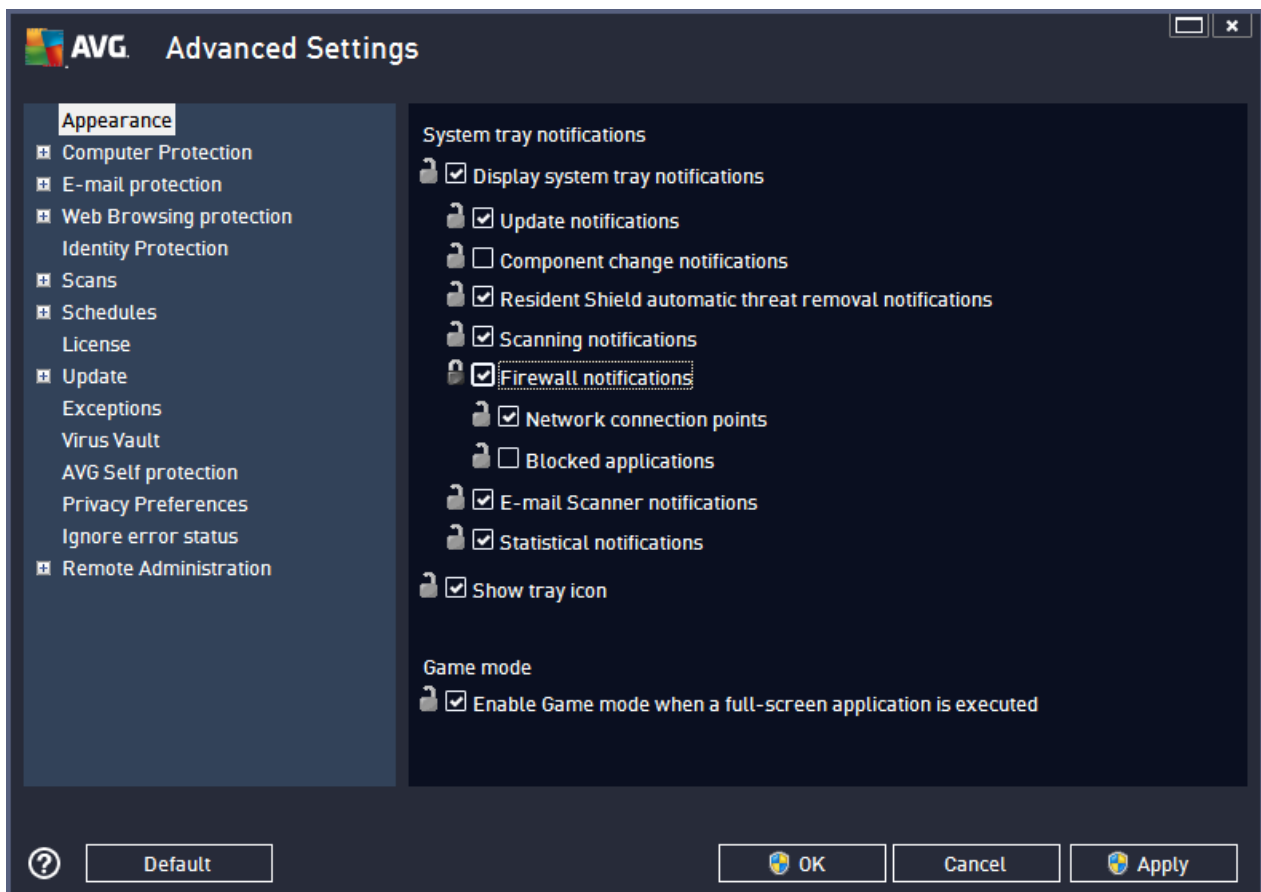 AVG. Advanced Settings
Appearance
Computer Protection
E-mail protection
Web Browsing protection
Identity Protection
Scans
Schedules
License
Update
Exceptions
Virus Vault
AVG Self protection
Privacy Preferences
Ignore error status
Remote Administration
System tray notifications
Display system tray notifications
Update notifications
Component change notifications
Resident Shield automatic threat removal notifications
Scanning notifications
Firewall notifications
Network connection points
Blocked applications
E-mail Scanner notifications
Statistical notifications
Show tray icon
Game mode
Enable Game mode when a full-screen application is executed
? Default OK Cancel Apply